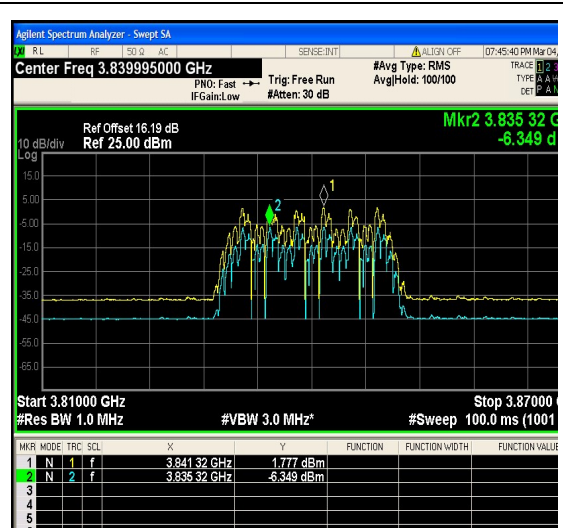 Agilent Spectrum Analyzer - Swept SA
LXI RL RF 50 Ω AC SENSE:INT ALIGN OFF 07:45:40 PM Mar 04,
Center Freq 3.839995000 GHz #Avg Type: RMS TRACE 1 2 3
PNO: Fast Trig: Free Run Avg|Hold: 100/100 TYPE A A W
IFGain:Low #Atten: 30 dB DET P A N
Mkr2 3.835 32 G
Ref Offset 16.19 dB
10 dB/div Ref 25.00 dBm -6.349 d
Log
15.0
1
5.00
2
-5.00
-15.0
-25.0
-35.0
-45.0
-55.0
-65.0
Start 3.81000 GHz Stop 3.87000
#Res BW 1.0 MHz #VBW 3.0 MHz* #Sweep 100.0 ms (1001
MKR MODE TRC SCL X Y FUNCTION FUNCTION WIDTH FUNCTION VALUE
1 N 1 f 3.841 32 GHz 1.777 dBm
2 N 2 f 3.835 32 GHz -6.349 dBm
3
4
5